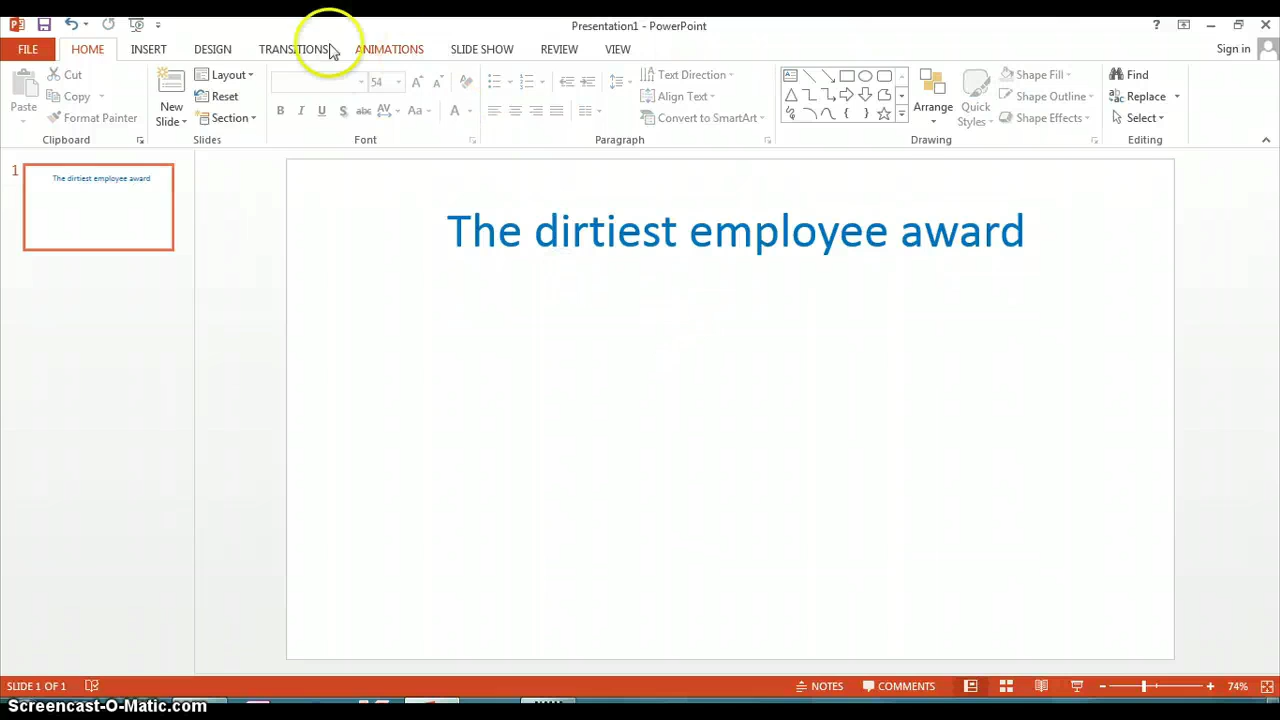 Presentation1 - PowerPoint
?
FILE HOME INSERT DESIGN TRANSITIONS ANIMATIONS SLIDE SHOW REVIEW VIEW Sign in
Paste Cut Copy Format Painter
New Slide Layout Reset Section
54
B I U S abc AV Aa A
Text Direction Align Text Convert to SmartArt
Arrange Quick Styles Shape Fill Shape Outline Shape Effects
Find Replace Select
Clipboard Slides Font Paragraph Drawing Editing
1
The dirtiest employee award
The dirtiest employee award
SLIDE 1 OF 1 NOTES COMMENTS 74%
Screencast-O-Matic.com